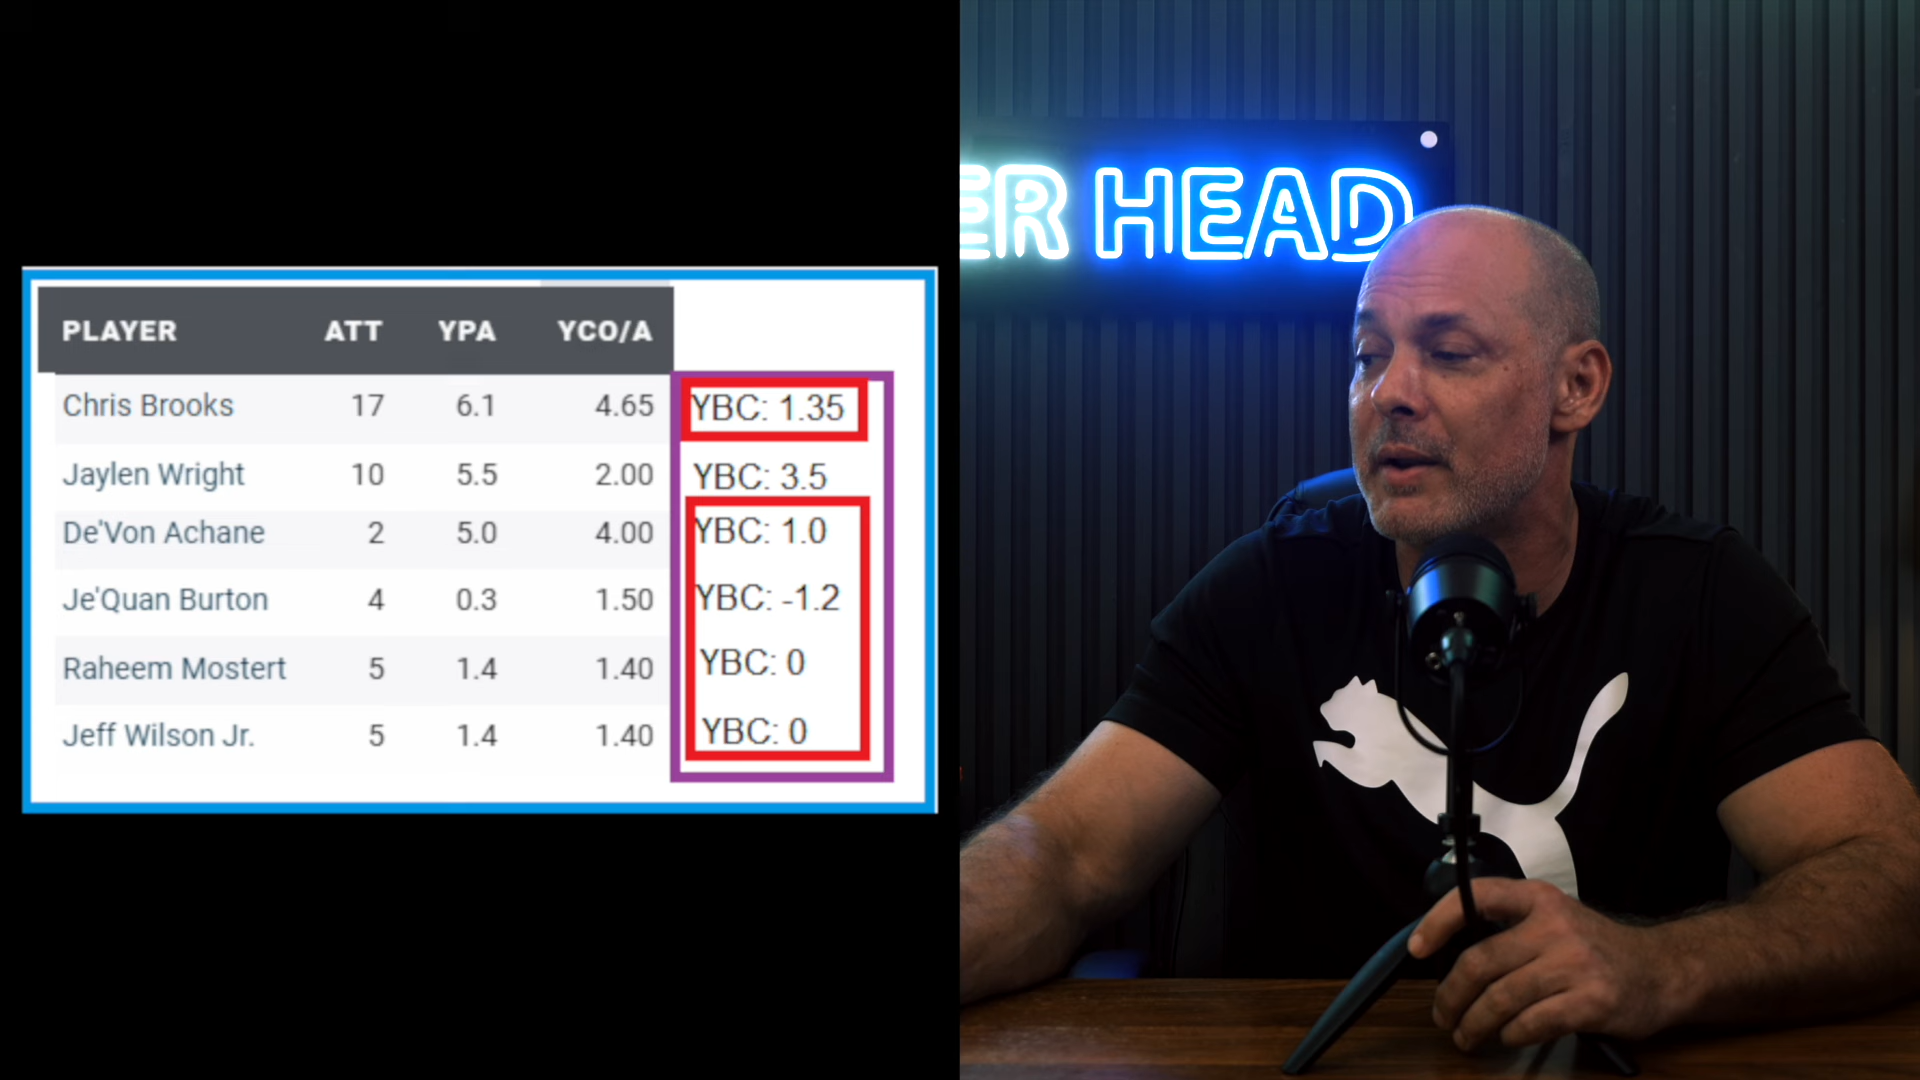 PLAYER ATT YPA YCO/A
Chris Brooks 17 6.1 4.65 YBC: 1.35
Jaylen Wright 10 5.5 2.00 YBC: 3.5
De'Von Achane 2 5.0 4.00 YBC: 1.0
Je'Quan Burton 4 0.3 1.50 YBC: -1.2
Raheem Mostert 5 1.4 1.40 YBC: 0
Jeff Wilson Jr. 5 1.4 1.40 YBC: 0
ER HEAD